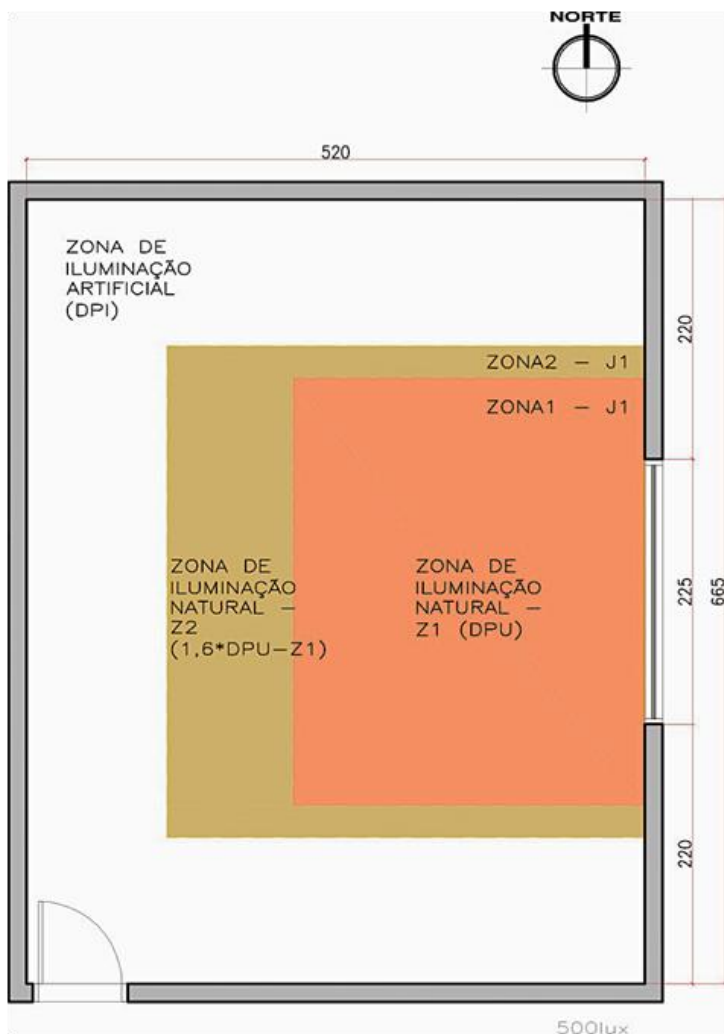 NORTE
520
ZONA DE
ILUMINAÇÃO
ARTIFICIAL
(DPI)
220
ZONA2 – J1
ZONA1 – J1
ZONA DE
ILUMINAÇÃO
NATURAL –
Z2
(1,6*DPU–Z1)
ZONA DE
ILUMINAÇÃO
NATURAL –
Z1 (DPU)
225
665
220
500lux